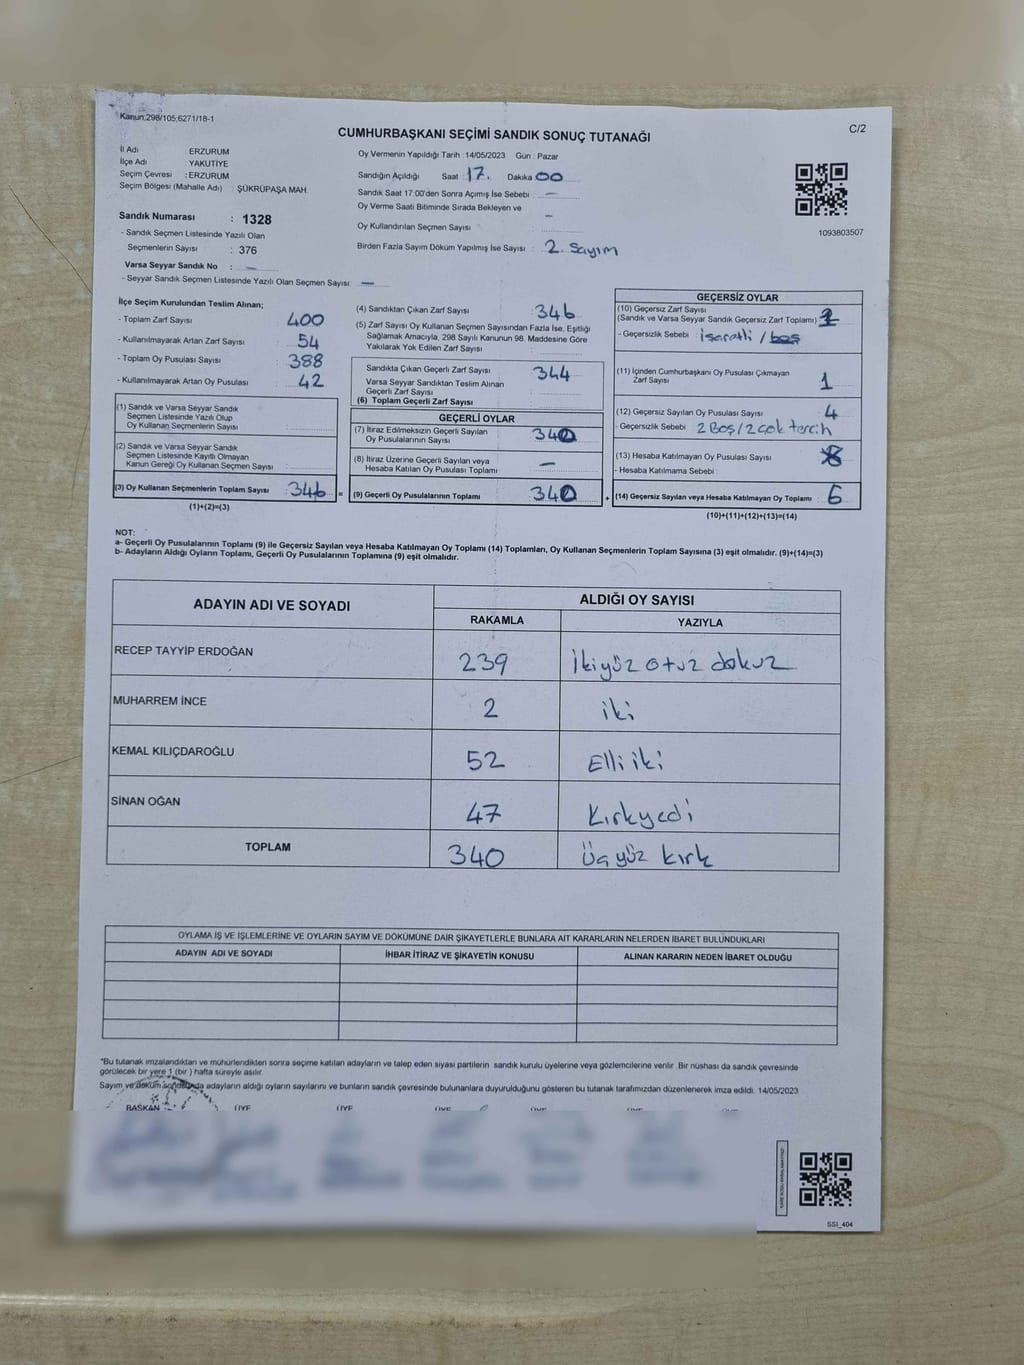 Kanun:298/105;6271/18-1
C/2
CUMHURBAŞKANI SEÇİMİ SANDIK SONUÇ TUTANAĞI
İl Adı ERZURUM
İlçe Adı : YAKUTİYE
Seçim Çevresi : ERZURUM
Seçim Bölgesi (Mahalle Adı) : ŞÜKRÜPAŞA MAH.
Sandık Numarası : 1328
- Sandık Seçmen Listesinde Yazılı Olan
Seçmenlerin Sayısı : 376
Varsa Seyyar Sandık No : —
- Seyyar Sandık Seçmen Listesinde Yazılı Olan Seçmen Sayısı: —
Oy Vermenin Yapıldığı Tarih :14/05/2023 Gün : Pazar
Sandığın Açıldığı Saat : 17. Dakika 00
Sandık Saat 17.00'den Sonra Açımış İse Sebebi : —
Oy Verme Saati Bitiminde Sırada Bekleyen ve
Oy Kullandırılan Seçmen Sayısı : —
Birden Fazla Sayım Döküm Yapılmış İse Sayısı : 2. Sayım
1093803507
İlçe Seçim Kurulundan Teslim Alınan;
- Toplam Zarf Sayısı 400
- Kullanılmayarak Artan Zarf Sayısı : 54
- Toplam Oy Pusulası Sayısı : 388
- Kullanılmayarak Artan Oy Pusulası : 42
(1) Sandık ve Varsa Seyyar Sandık
Seçmen Listesinde Yazılı Olup
Oy Kullanan Seçmenlerin Sayısı :
(2) Sandık ve Varsa Seyyar Sandık
Seçmen Listesinde Kayıtlı Olmayan
Kanun Gereği Oy Kullanan Seçmen Sayısı :
(3) Oy Kullanan Seçmenlerin Toplam Sayısı : 346 =
(1)+(2)=(3)
(4) Sandıktan Çıkan Zarf Sayısı : 346
(5) Zarf Sayısı Oy Kullanan Seçmen Sayısından Fazla İse, Eşitliği
Sağlamak Amacıyla, 298 Sayılı Kanunun 98. Maddesine Göre
Yakılarak Yok Edilen Zarf Sayısı :
Sandıkta Çıkan Geçerli Zarf Sayısı : 344
Varsa Seyyar Sandıktan Teslim Alınan
Geçerli Zarf Sayısı :
(6) Toplam Geçerli Zarf Sayısı
GEÇERLİ OYLAR
(7) İtiraz Edilmeksizin Geçerli Sayılan
Oy Pusulalarının Sayısı : 340
(8) İtiraz Üzerine Geçerli Sayılan veya
Hesaba Katılan Oy Pusulası Toplamı : —
(9) Geçerli Oy Pusulalarının Toplamı : 340 +
GEÇERSİZ OYLAR
(10) Geçersiz Zarf Sayısı
(Sandık ve Varsa Seyyar Sandık Geçersiz Zarf Toplamı) :
- Geçersizlik Sebebi : işaretli / boş
(11) İçinden Cumhurbaşkanı Oy Pusulası Çıkmayan
Zarf Sayısı : 1
(12) Geçersiz Sayılan Oy Pusulası Sayısı : 4
- Geçersizlik Sebebi : 2 Boş / 2 çok tercih
(13) Hesaba Katılmayan Oy Pusulası Sayısı :
- Hesaba Katılmama Sebebi :
(14) Geçersiz Sayılan veya Hesaba Katılmayan Oy Toplamı : 6
(10)+(11)+(12)+(13)=(14)
NOT:
a- Geçerli Oy Pusulalarının Toplamı (9) ile Geçersiz Sayılan veya Hesaba Katılmayan Oy Toplamı (14) Toplamları, Oy Kullanan Seçmenlerin Toplam Sayısına (3) eşit olmalıdır. (9)+(14)=(3)
b- Adayların Aldığı Oyların Toplamı, Geçerli Oy Pusulalarının Toplamına (9) eşit olmalıdır.
ADAYIN ADI VE SOYADI ALDIĞI OY SAYISI
RAKAMLA YAZIYLA
RECEP TAYYİP ERDOĞAN 239 İkiyüz otuz dokuz
MUHARREM İNCE 2 iki
KEMAL KILIÇDAROĞLU 52 Elli iki
SİNAN OĞAN 47 Kırkyedi
TOPLAM 340 Üçyüz kırk
OYLAMA İŞ VE İŞLEMLERİNE VE OYLARIN SAYIM VE DÖKÜMÜNE DAİR ŞİKAYETLERLE BUNLARA AİT KARARLARIN NELERDEN İBARET BULUNDUKLARI
ADAYIN ADI VE SOYADI İHBAR İTİRAZ VE ŞİKAYETİN KONUSU ALINAN KARARIN NEDEN İBARET OLDUĞU
"Bu tutanak imzalandıktan ve mühürlendikten sonra seçime katılan adayların ve talep eden siyasi partilerin sandık kurulu üyelerine veya gözlemcilerine verilir. Bir nüshası da sandık çevresinde
görülecek bir yere 1 (bir) hafta süreyle asılır.
Sayım ve döküm sonucunda adayların aldığı oyların sayılarını ve bunların sandık çevresinde bulunanlara duyurulduğunu gösteren bu tutanak tarafımızdan düzenlenerek imza edildi. 14/05/2023
BAŞKAN ÜYE ÜYE
SSI_404